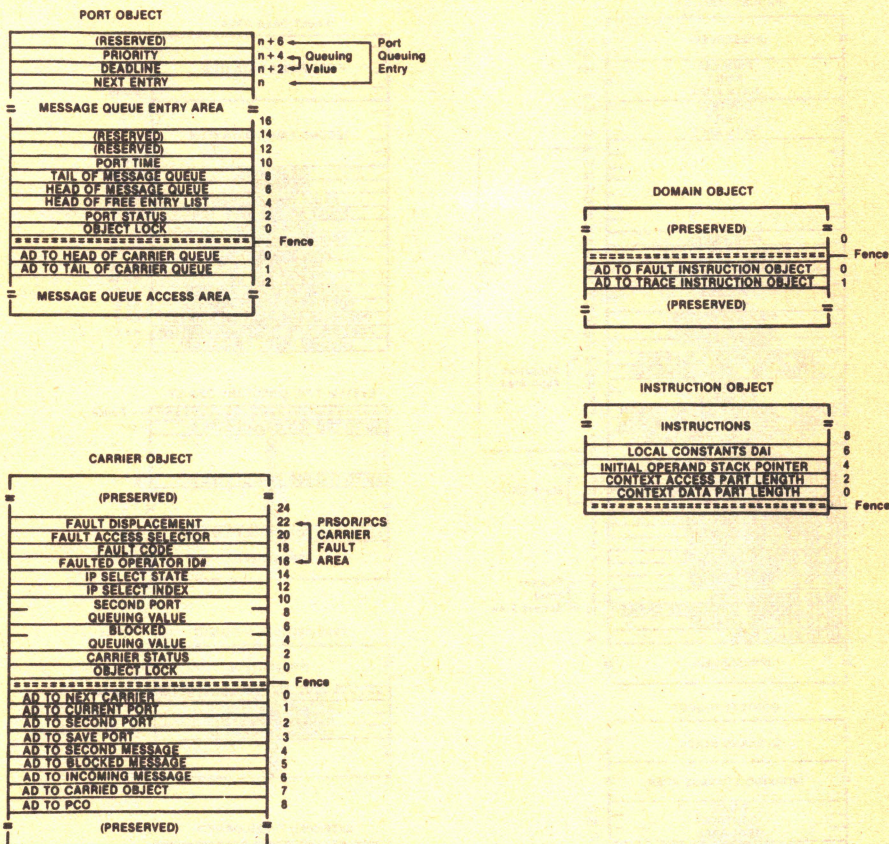 PORT OBJECT
(RESERVED) n + 6
PRIORITY n + 4
DEADLINE n + 2
NEXT ENTRY n
Queuing Value
Port Queuing Entry
MESSAGE QUEUE ENTRY AREA
16
(RESERVED) 14
(RESERVED) 12
PORT TIME 10
TAIL OF MESSAGE QUEUE 8
HEAD OF MESSAGE QUEUE 6
HEAD OF FREE ENTRY LIST 4
PORT STATUS 2
OBJECT LOCK 0
Fence
AD TO HEAD OF CARRIER QUEUE 0
AD TO TAIL OF CARRIER QUEUE 1
2
MESSAGE QUEUE ACCESS AREA
DOMAIN OBJECT
(PRESERVED)
0
Fence
AD TO FAULT INSTRUCTION OBJECT 0
AD TO TRACE INSTRUCTION OBJECT 1
(PRESERVED)
INSTRUCTION OBJECT
INSTRUCTIONS
8
LOCAL CONSTANTS DAI 6
INITIAL OPERAND STACK POINTER 4
CONTEXT ACCESS PART LENGTH 2
CONTEXT DATA PART LENGTH 0
Fence
CARRIER OBJECT
(PRESERVED)
24
FAULT DISPLACEMENT 22
FAULT ACCESS SELECTOR 20
FAULT CODE 18
FAULTED OPERATOR ID# 16
PRSOR/PCS
CARRIER
FAULT
AREA
IP SELECT STATE 14
IP SELECT INDEX 12
10
SECOND PORT
QUEUING VALUE 8
6
BLOCKED
QUEUING VALUE 4
CARRIER STATUS 2
OBJECT LOCK 0
Fence
AD TO NEXT CARRIER 0
AD TO CURRENT PORT 1
AD TO SECOND PORT 2
AD TO SAVE PORT 3
AD TO SECOND MESSAGE 4
AD TO BLOCKED MESSAGE 5
AD TO INCOMING MESSAGE 6
AD TO CARRIED OBJECT 7
AD TO PCO 8
(PRESERVED)